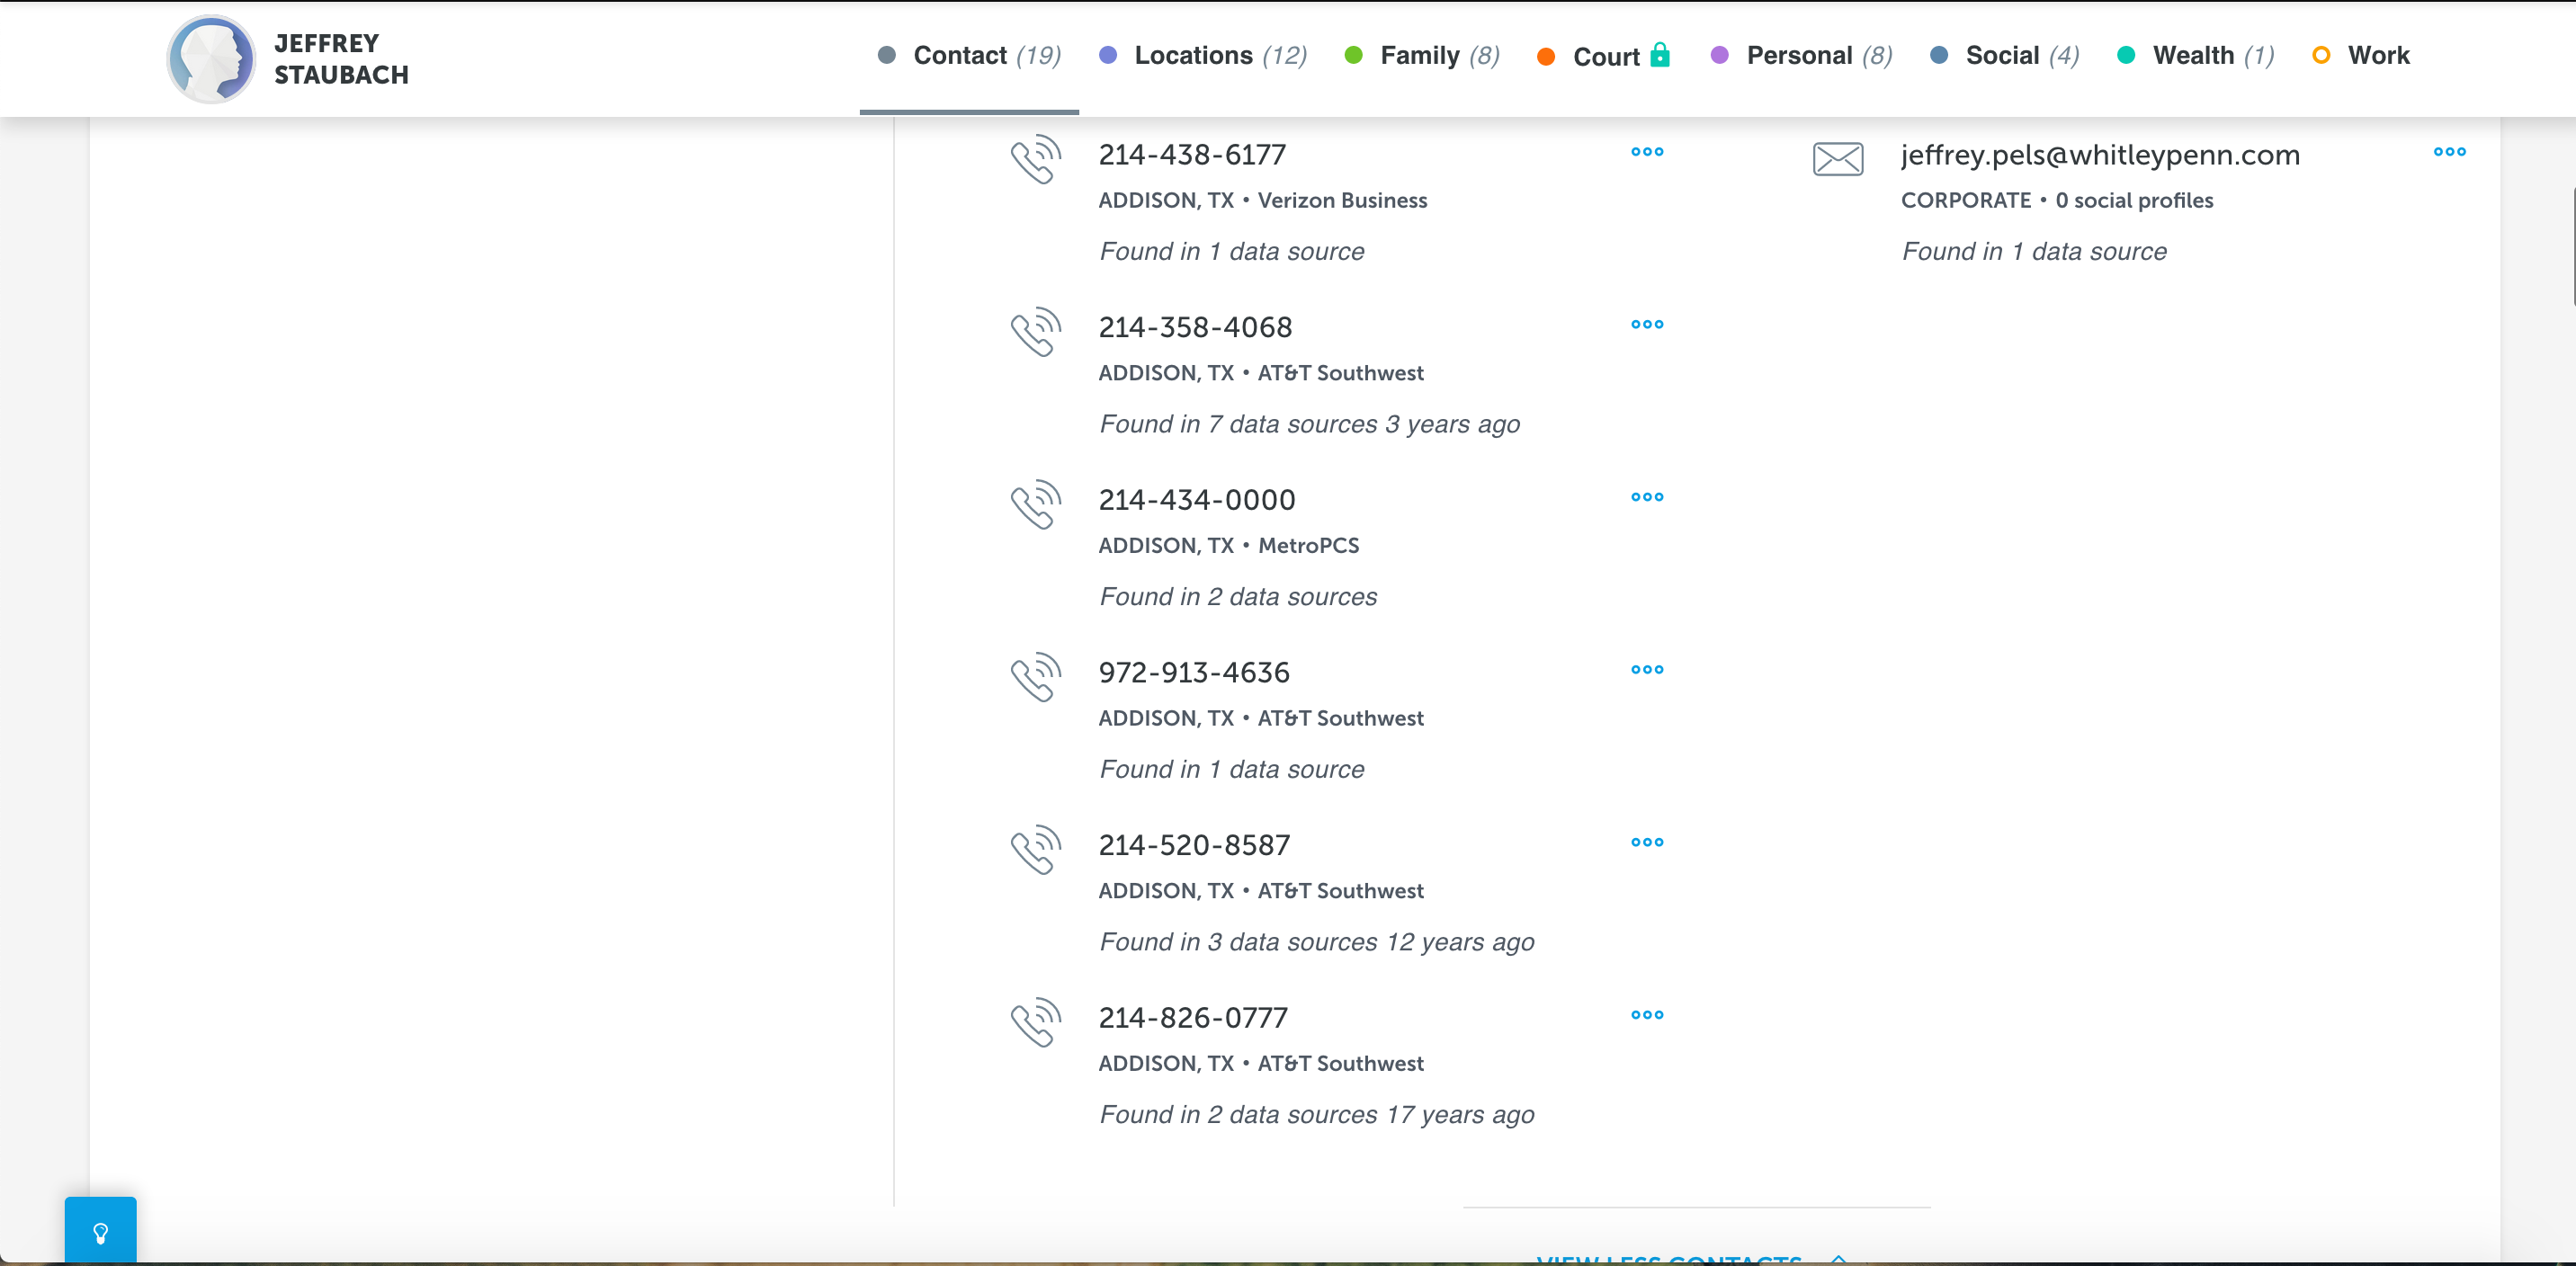 JEFFREY
STAUBACH
Contact (19)
Locations (12)
Family (8)
Court
Personal (8)
Social (4)
Wealth (1)
Work
214-438-6177
ADDISON, TX • Verizon Business
Found in 1 data source
214-358-4068
ADDISON, TX • AT&T Southwest
Found in 7 data sources 3 years ago
214-434-0000
ADDISON, TX • MetroPCS
Found in 2 data sources
972-913-4636
ADDISON, TX • AT&T Southwest
Found in 1 data source
214-520-8587
ADDISON, TX • AT&T Southwest
Found in 3 data sources 12 years ago
214-826-0777
ADDISON, TX • AT&T Southwest
Found in 2 data sources 17 years ago
jeffrey.pels@whitleypenn.com
CORPORATE • 0 social profiles
Found in 1 data source
VIEW LESS CONTACTS